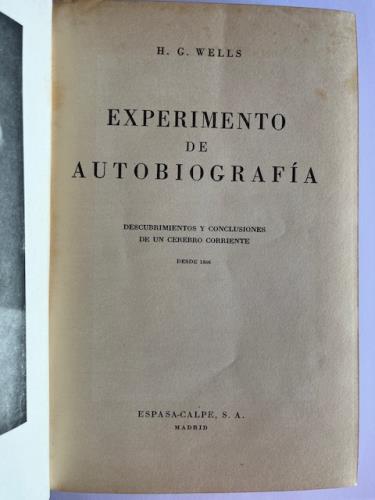 H. G. WELLS
EXPERIMENTO
DE
AUTOBIOGRAFÍA
DESCUBRIMIENTOS Y CONCLUSIONES
DE UN CEREBRO CORRIENTE
DESDE 1866
ESPASA-CALPE, S. A.
MADRID